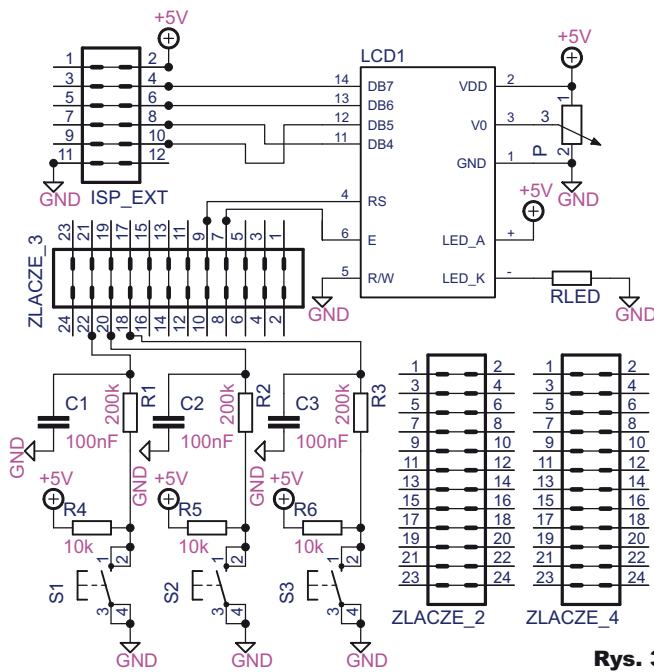 +5V
+5V
LCD1
1 2
3 4
5 6
7 8
9 10
11 12
GND
ISP_EXT
14 DB7
13 DB6
12 DB5
11 DB4
4 RS
6 E
5 R/W
GND
VDD 2
V0 3
GND 1
LED_A +
LED_K -
1
3
2
P
GND
+5V
RLED
GND
ZLACZE_3
23 21 19 17 15 13 11 9 7 5 3 1
24 22 20 18 16 14 12 10 8 6 4 2
C1
100nF
GND
R1
200k
C2
100nF
GND
R2
200k
C3
100nF
GND
R3
200k
+5V
R4
10k
+5V
R5
10k
+5V
R6
10k
S1
1 2
3 4
GND
S2
1 2
3 4
GND
S3
1 2
3 4
GND
1 2
3 4
5 6
7 8
9 10
11 12
13 14
15 16
17 18
19 20
21 22
23 24
ZLACZE_2
1 2
3 4
5 6
7 8
9 10
11 12
13 14
15 16
17 18
19 20
21 22
23 24
ZLACZE_4
Rys. 3